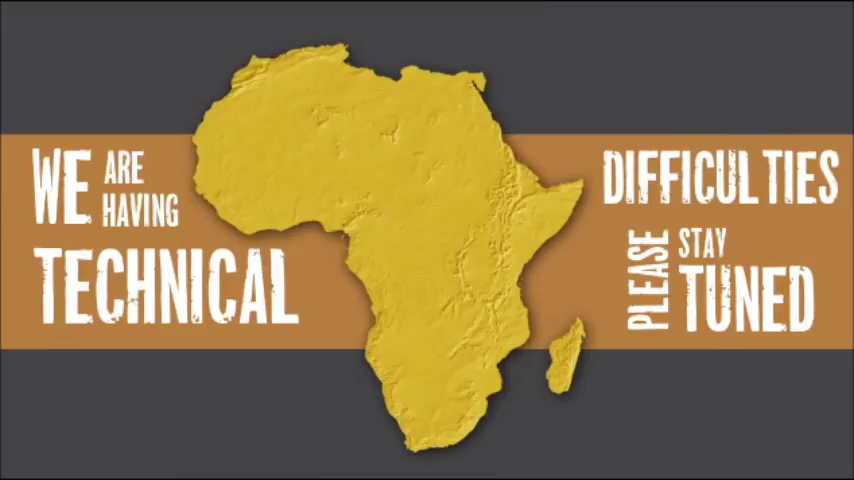 WE ARE HAVING
TECHNICAL
DIFFICULTIES
PLEASE STAY
TUNED